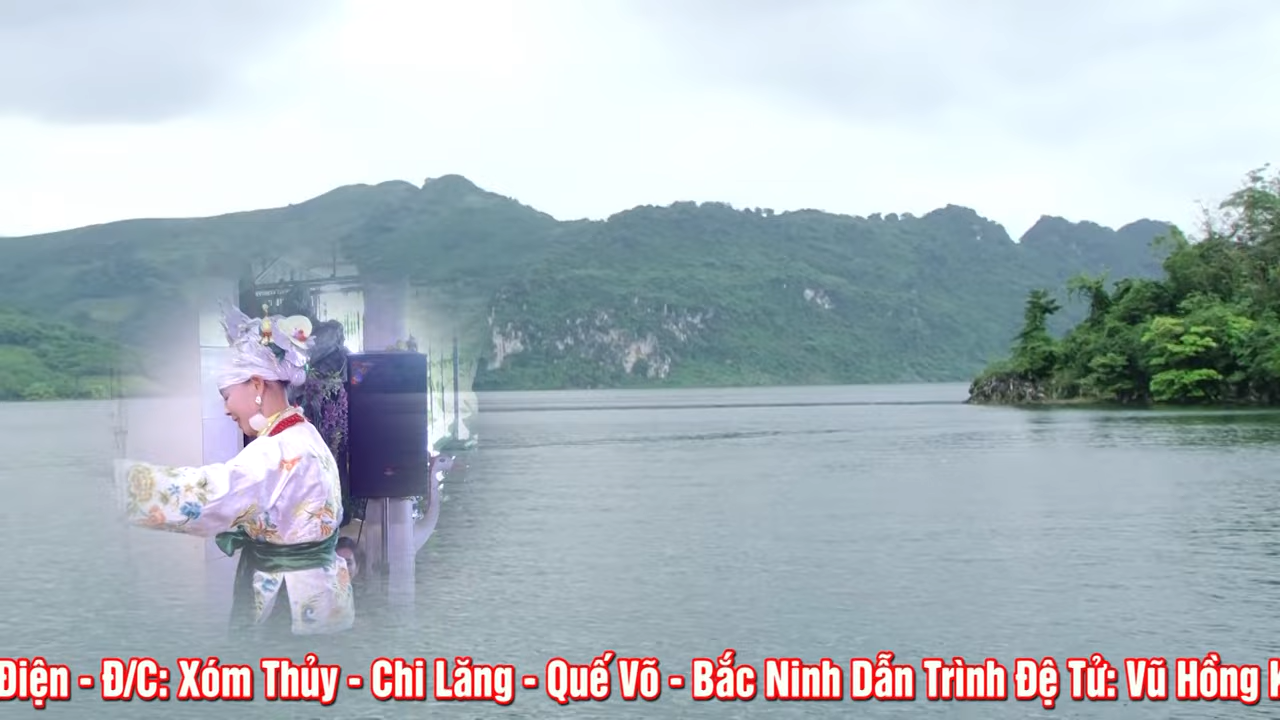 Điện - Đ/C: Xóm Thủy - Chi Lăng - Quế Võ - Bắc Ninh Dẫn Trình Đệ Tử: Vũ Hồng